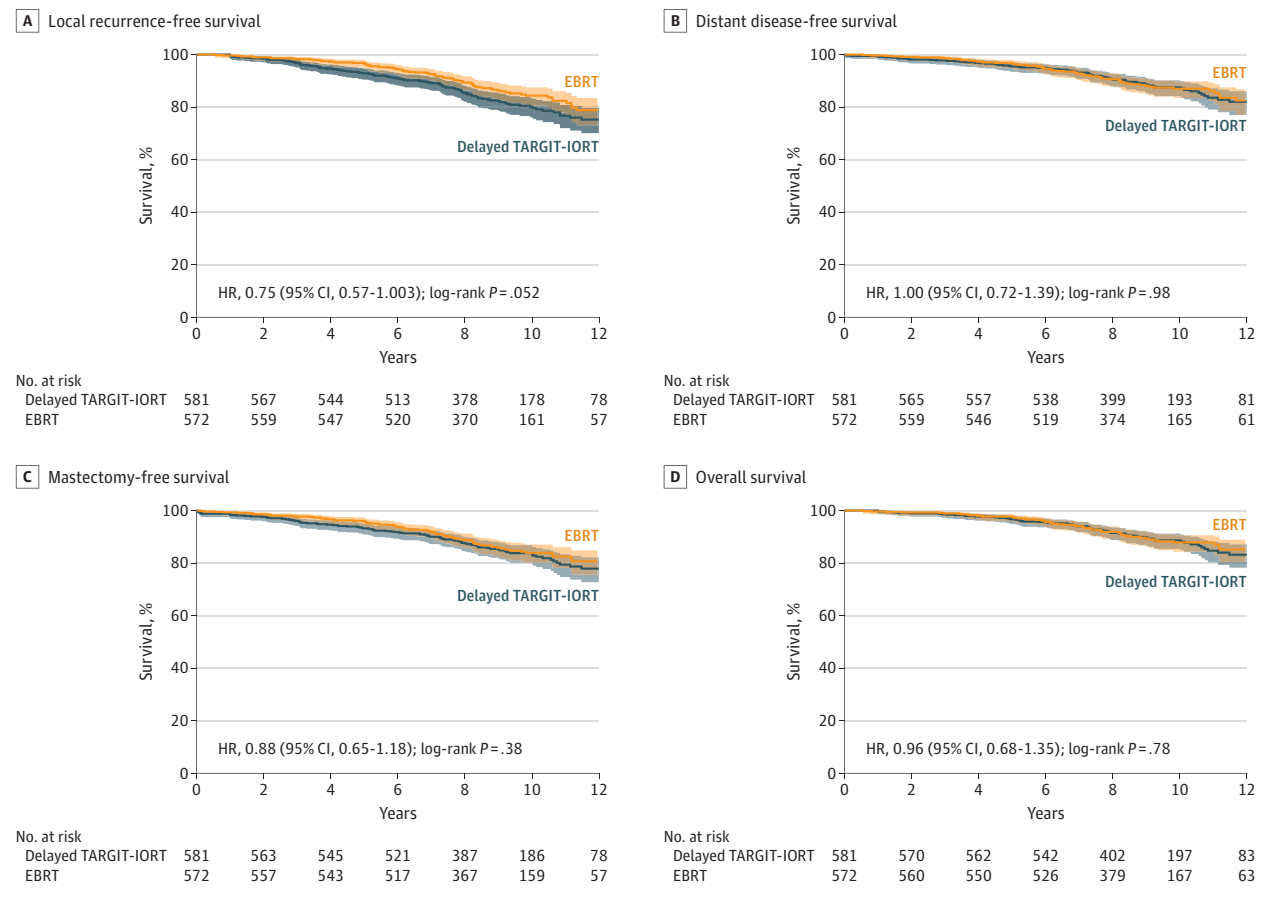 A Local recurrence-free survival
100
80
60
40
20
0
Survival, %
EBRT
Delayed TARGIT-IORT
HR, 0.75 (95% CI, 0.57-1.003); log-rank P = .052
0 2 4 6 8 10 12
Years
No. at risk
Delayed TARGIT-IORT 581 567 544 513 378 178 78
EBRT 572 559 547 520 370 161 57
B Distant disease-free survival
100
80
60
40
20
0
Survival, %
EBRT
Delayed TARGIT-IORT
HR, 1.00 (95% CI, 0.72-1.39); log-rank P = .98
0 2 4 6 8 10 12
Years
No. at risk
Delayed TARGIT-IORT 581 565 557 538 399 193 81
EBRT 572 559 546 519 374 165 61
C Mastectomy-free survival
100
80
60
40
20
0
Survival, %
EBRT
Delayed TARGIT-IORT
HR, 0.88 (95% CI, 0.65-1.18); log-rank P = .38
0 2 4 6 8 10 12
Years
No. at risk
Delayed TARGIT-IORT 581 563 545 521 387 186 78
EBRT 572 557 543 517 367 159 57
D Overall survival
100
80
60
40
20
0
Survival, %
EBRT
Delayed TARGIT-IORT
HR, 0.96 (95% CI, 0.68-1.35); log-rank P = .78
0 2 4 6 8 10 12
Years
No. at risk
Delayed TARGIT-IORT 581 570 562 542 402 197 83
EBRT 572 560 550 526 379 167 63